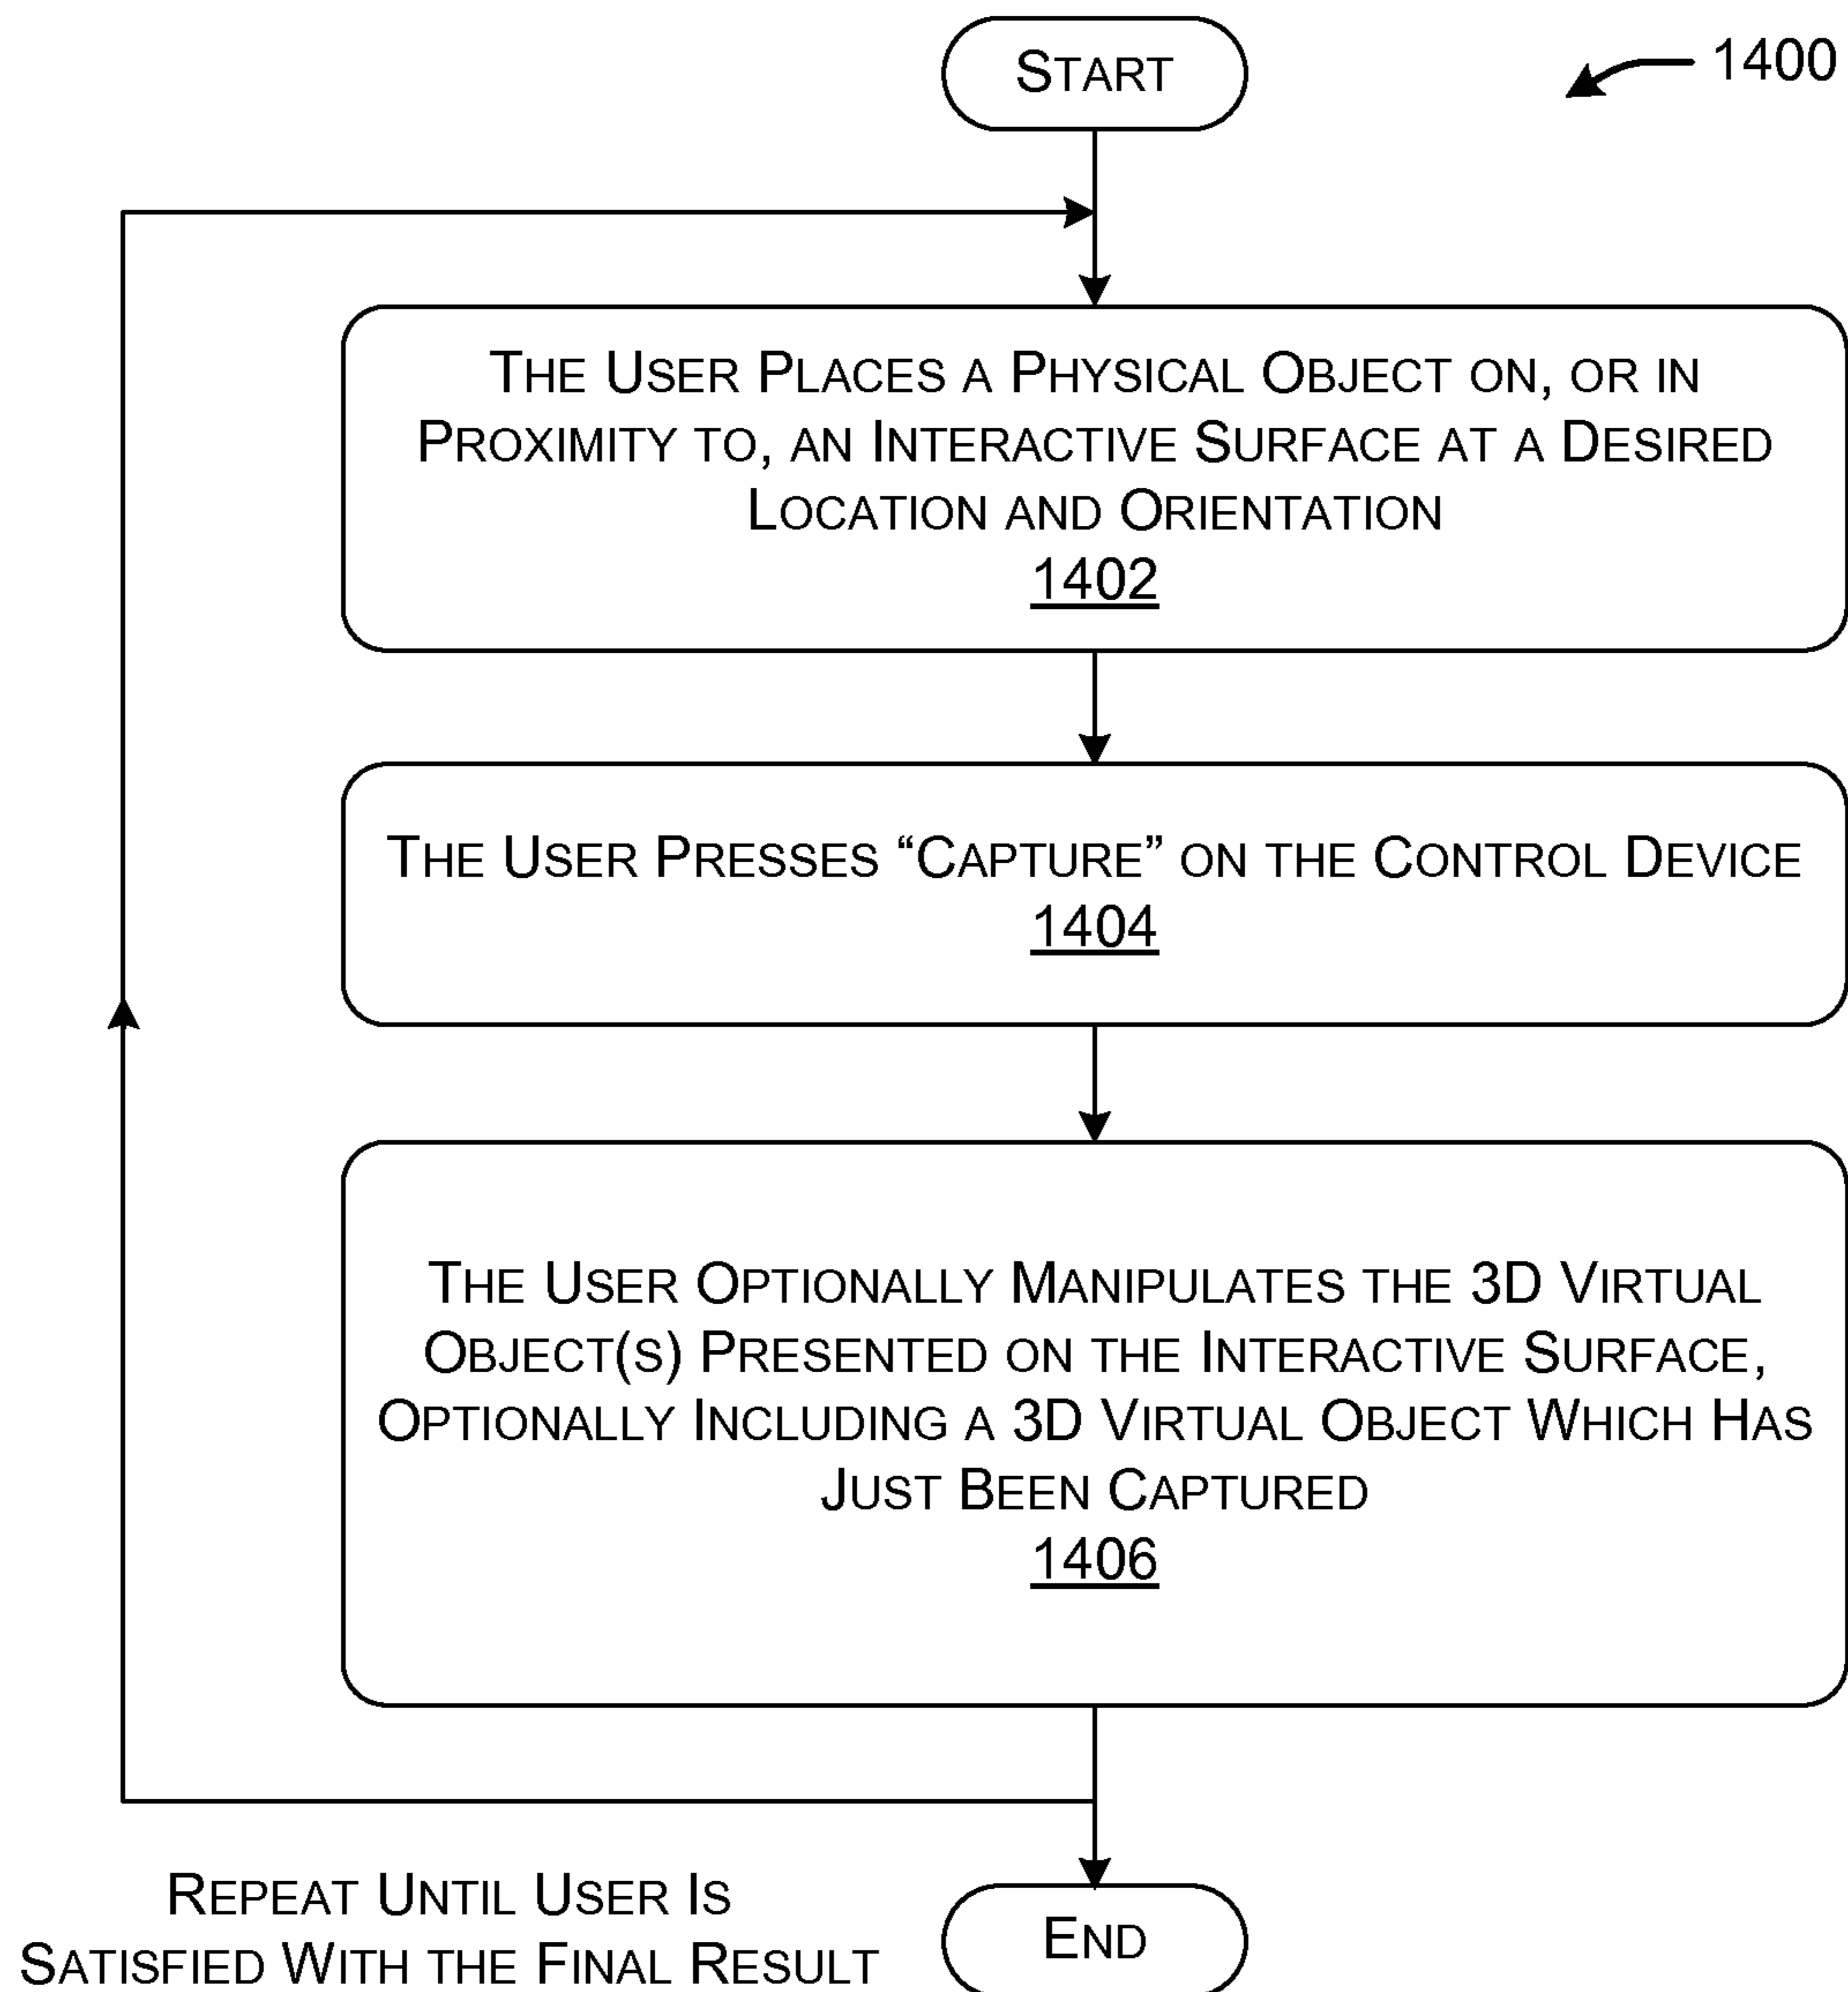 START
1400
THE USER PLACES A PHYSICAL OBJECT ON, OR IN
PROXIMITY TO, AN INTERACTIVE SURFACE AT A DESIRED
LOCATION AND ORIENTATION
1402
THE USER PRESSES “CAPTURE” ON THE CONTROL DEVICE
1404
THE USER OPTIONALLY MANIPULATES THE 3D VIRTUAL
OBJECT(S) PRESENTED ON THE INTERACTIVE SURFACE,
OPTIONALLY INCLUDING A 3D VIRTUAL OBJECT WHICH HAS
JUST BEEN CAPTURED
1406
REPEAT UNTIL USER IS
SATISFIED WITH THE FINAL RESULT
END